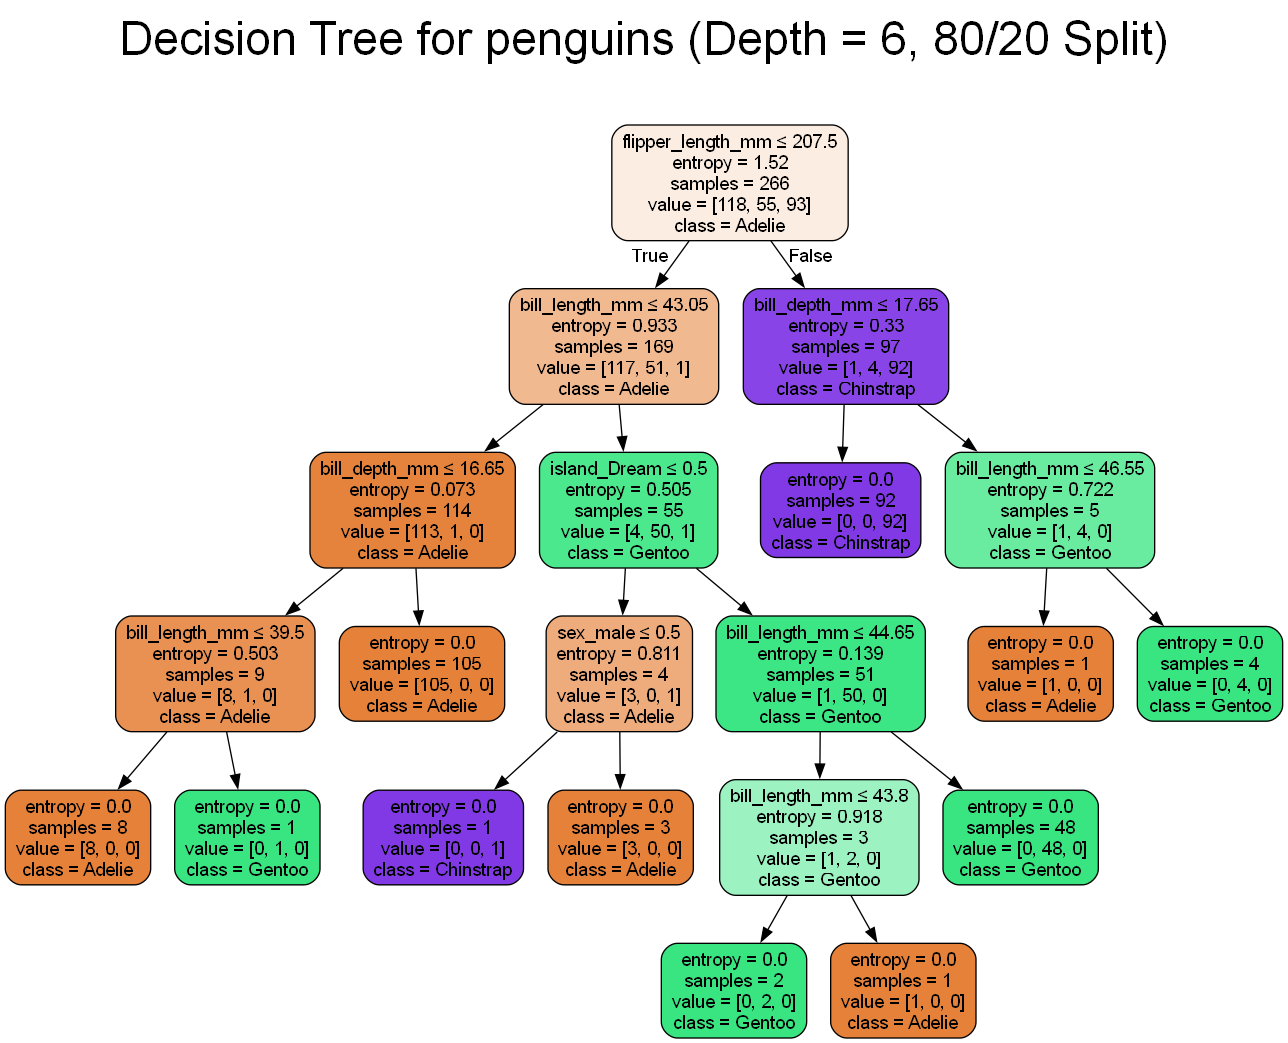 Decision Tree for penguins (Depth = 6, 80/20 Split)
flipper_length_mm ≤ 207.5
entropy = 1.52
samples = 266
value = [118, 55, 93]
class = Adelie
True
False
bill_length_mm ≤ 43.05
entropy = 0.933
samples = 169
value = [117, 51, 1]
class = Adelie
bill_depth_mm ≤ 17.65
entropy = 0.33
samples = 97
value = [1, 4, 92]
class = Chinstrap
bill_depth_mm ≤ 16.65
entropy = 0.073
samples = 114
value = [113, 1, 0]
class = Adelie
island_Dream ≤ 0.5
entropy = 0.505
samples = 55
value = [4, 50, 1]
class = Gentoo
entropy = 0.0
samples = 92
value = [0, 0, 92]
class = Chinstrap
bill_length_mm ≤ 46.55
entropy = 0.722
samples = 5
value = [1, 4, 0]
class = Gentoo
bill_length_mm ≤ 39.5
entropy = 0.503
samples = 9
value = [8, 1, 0]
class = Adelie
entropy = 0.0
samples = 105
value = [105, 0, 0]
class = Adelie
sex_male ≤ 0.5
entropy = 0.811
samples = 4
value = [3, 0, 1]
class = Adelie
bill_length_mm ≤ 44.65
entropy = 0.139
samples = 51
value = [1, 50, 0]
class = Gentoo
entropy = 0.0
samples = 1
value = [1, 0, 0]
class = Adelie
entropy = 0.0
samples = 4
value = [0, 4, 0]
class = Gentoo
entropy = 0.0
samples = 8
value = [8, 0, 0]
class = Adelie
entropy = 0.0
samples = 1
value = [0, 1, 0]
class = Gentoo
entropy = 0.0
samples = 1
value = [0, 0, 1]
class = Chinstrap
entropy = 0.0
samples = 3
value = [3, 0, 0]
class = Adelie
bill_length_mm ≤ 43.8
entropy = 0.918
samples = 3
value = [1, 2, 0]
class = Gentoo
entropy = 0.0
samples = 48
value = [0, 48, 0]
class = Gentoo
entropy = 0.0
samples = 2
value = [0, 2, 0]
class = Gentoo
entropy = 0.0
samples = 1
value = [1, 0, 0]
class = Adelie